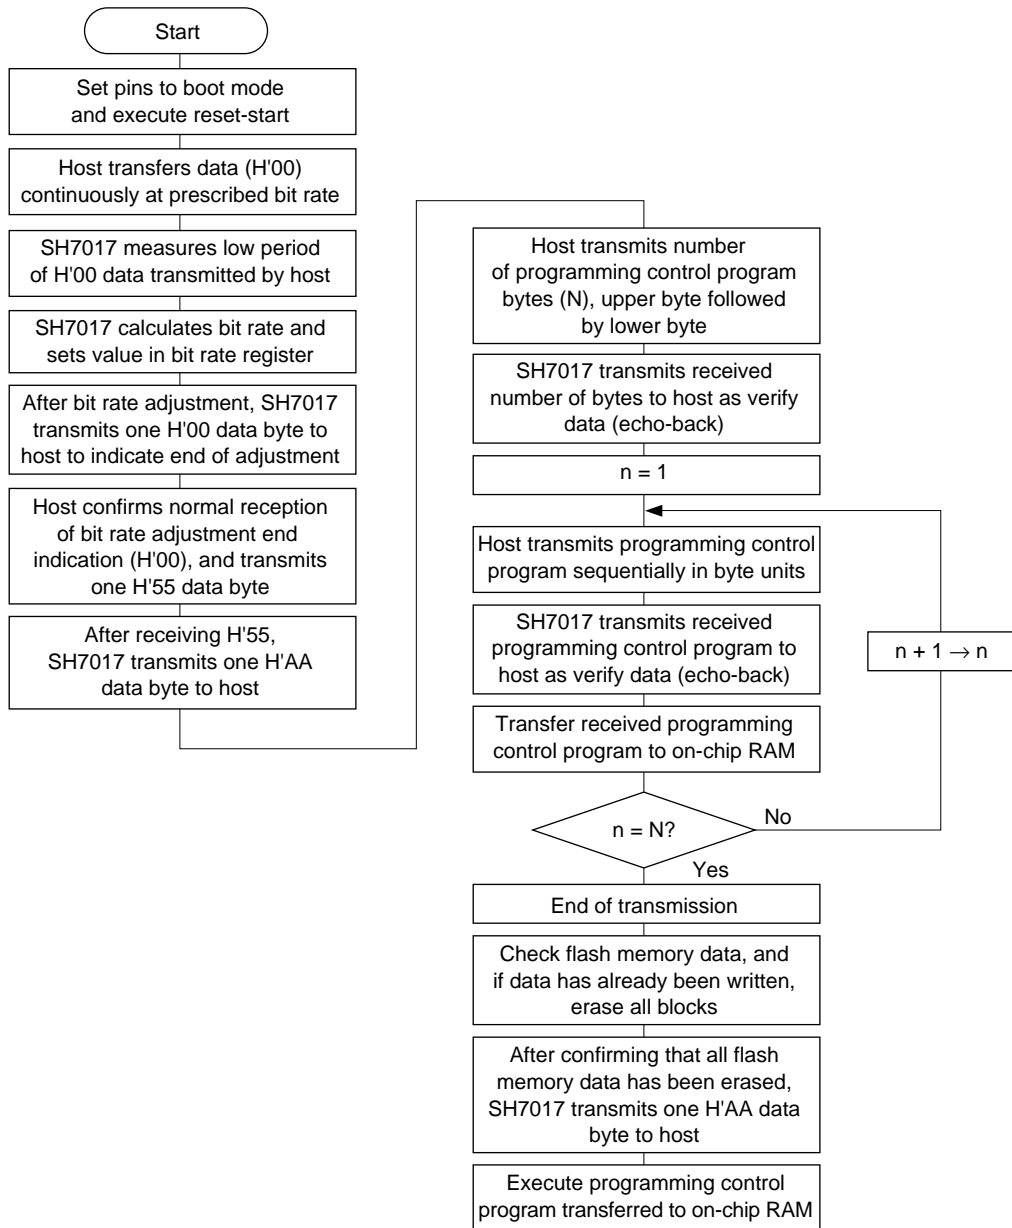 Start
Set pins to boot mode
and execute reset-start
Host transfers data (H'00)
continuously at prescribed bit rate
SH7017 measures low period
of H'00 data transmitted by host
SH7017 calculates bit rate and
sets value in bit rate register
After bit rate adjustment, SH7017
transmits one H'00 data byte to
host to indicate end of adjustment
Host confirms normal reception
of bit rate adjustment end
indication (H'00), and transmits
one H'55 data byte
After receiving H'55,
SH7017 transmits one H'AA
data byte to host
Host transmits number
of programming control program
bytes (N), upper byte followed
by lower byte
SH7017 transmits received
number of bytes to host as verify
data (echo-back)
n = 1
Host transmits programming control
program sequentially in byte units
SH7017 transmits received
programming control program to
host as verify data (echo-back)
n + 1 → n
Transfer received programming
control program to on-chip RAM
n = N?
No
Yes
End of transmission
Check flash memory data, and
if data has already been written,
erase all blocks
After confirming that all flash
memory data has been erased,
SH7017 transmits one H'AA data
byte to host
Execute programming control
program transferred to on-chip RAM